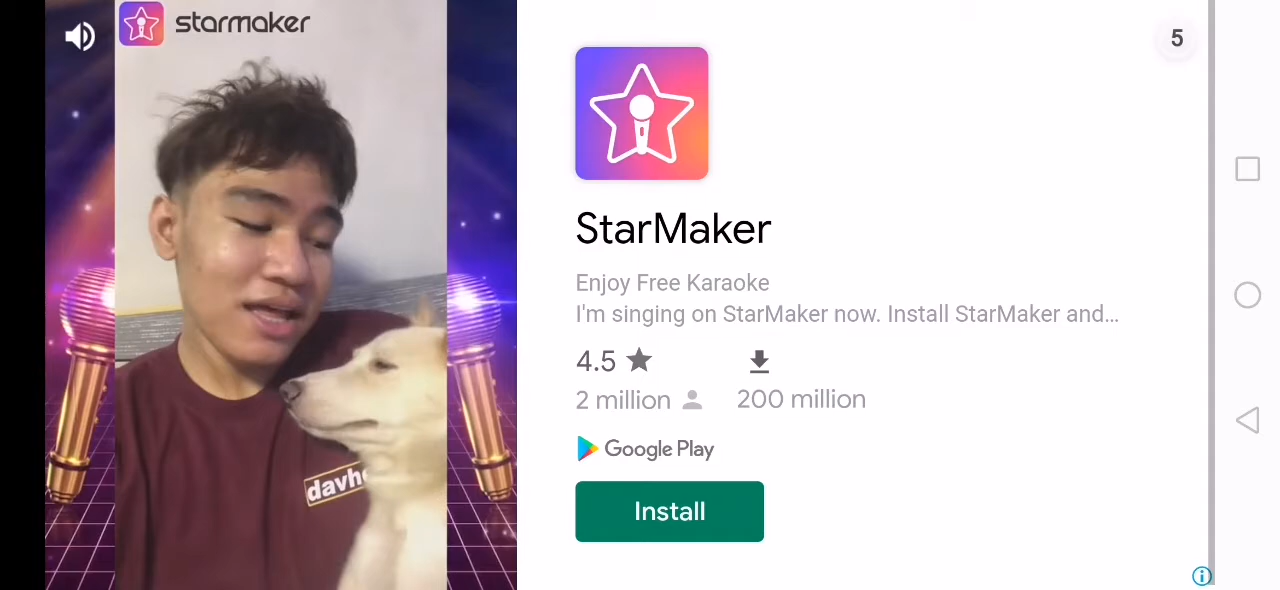 starmaker
5
StarMaker
Enjoy Free Karaoke
I'm singing on StarMaker now. Install StarMaker and...
4.5
2 million
200 million
Google Play
Install